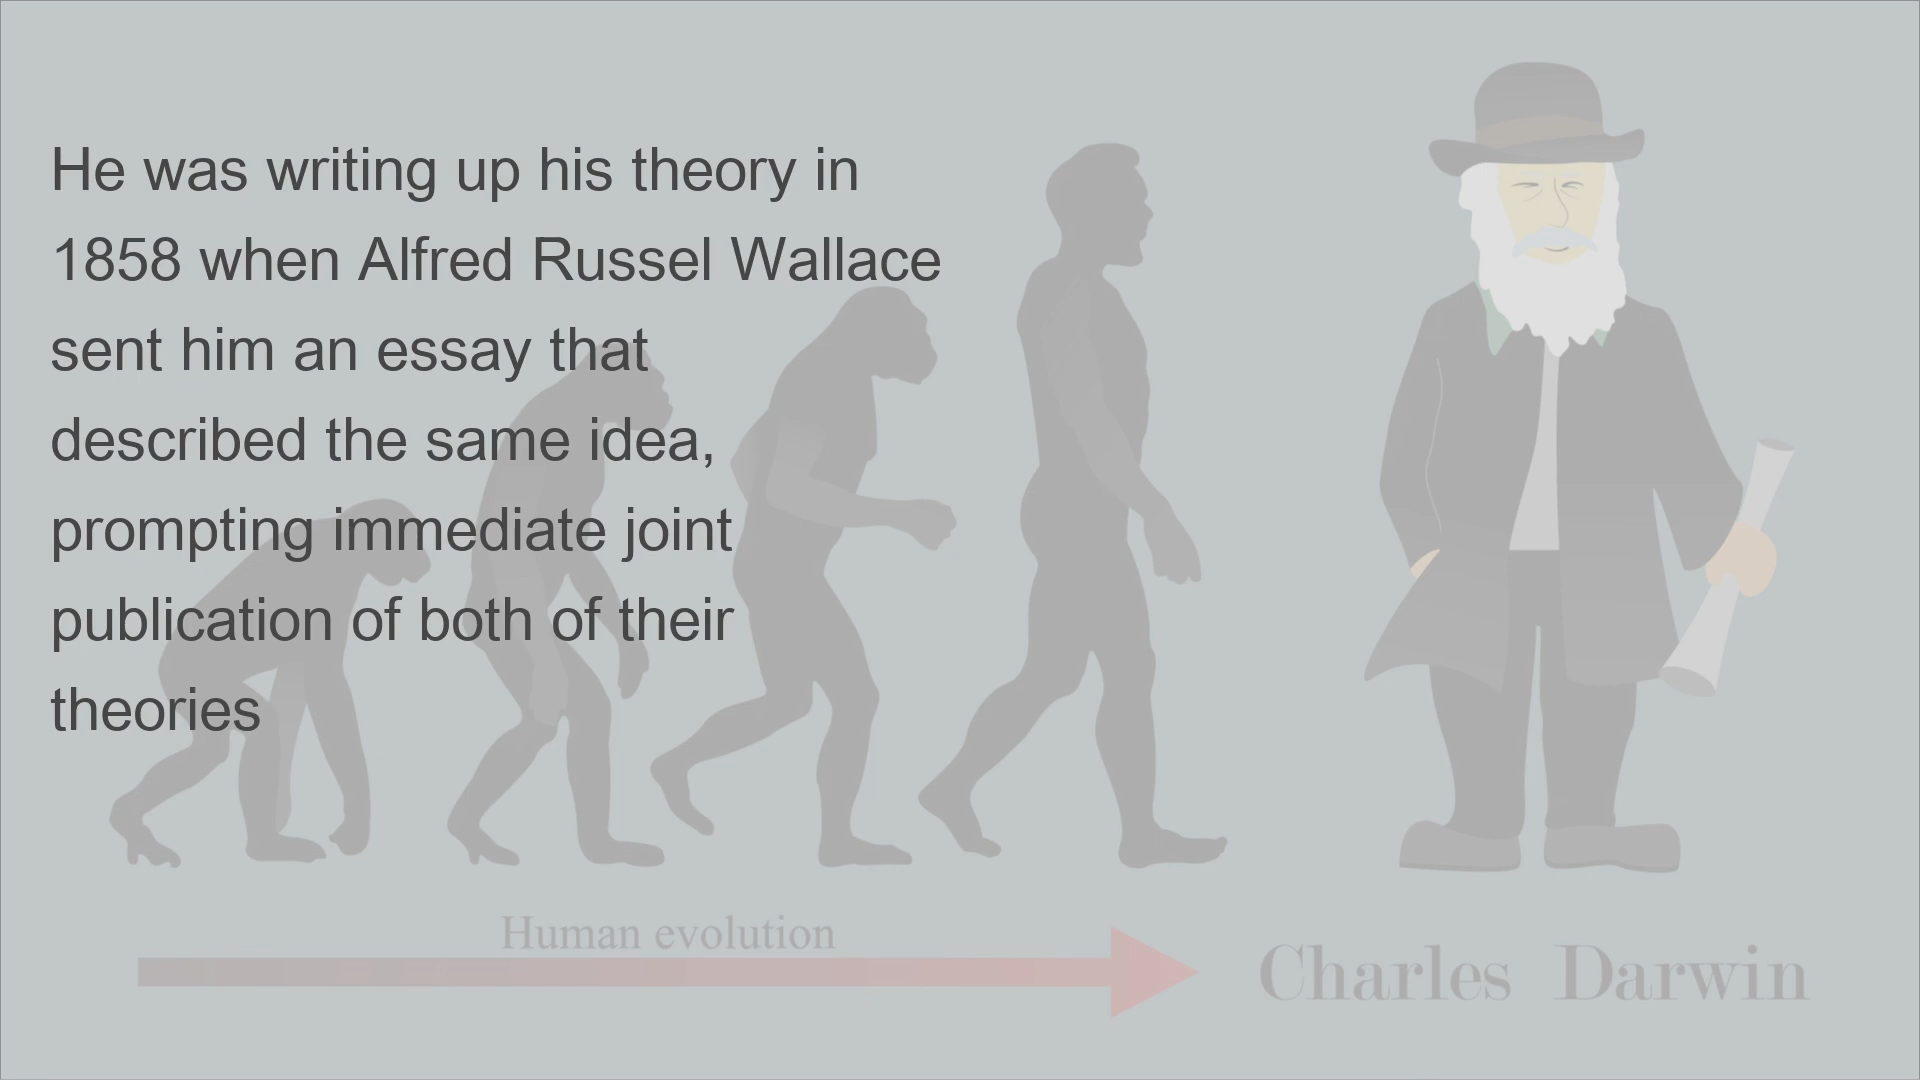 He was writing up his theory in
1858 when Alfred Russel Wallace
sent him an essay that
described the same idea,
prompting immediate joint
publication of both of their
theories
Human evolution
Charles Darwin